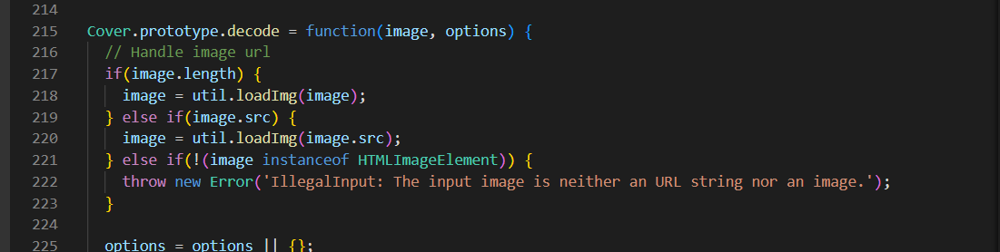 214
215 Cover.prototype.decode = function(image, options) {
216 // Handle image url
217 if(image.length) {
218 image = util.loadImg(image);
219 } else if(image.src) {
220 image = util.loadImg(image.src);
221 } else if(!(image instanceof HTMLImageElement)) {
222 throw new Error('IllegalInput: The input image is neither an URL string nor an image.');
223 }
224
225 options = options || {};